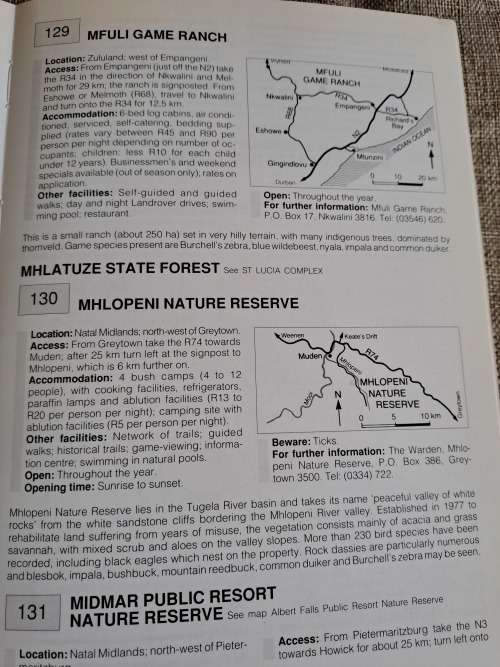 129
MFULI GAME RANCH
Location: Zululand; west of Empangeni.
Access: From Empangeni (just off the N2) take
the R34 in the direction of Nkwalini and Mel-
moth for 29 km; the ranch is signposted. From
Eshowe or Melmoth (R68), travel to Nkwalini
and turn onto the R34 for 12,5 km.
Accommodation: 6-bed log cabins, air condi-
tioned, serviced, self-catering, bedding sup-
plied (rates vary between R45 and R90 per
person per night depending on number of oc-
cupants; children: less R10 for each child
under 12 years). Businessmen's and weekend
specials available (out of season only); rates on
application.
Other facilities: Self-guided and guided
walks; day and night Landrover drives; swim-
ming pool; restaurant.
MFULI
GAME RANCH
Nkwalini
R34
Empangeni
R34
R68
Richard's
Bay
Eshowe
N2
INDIAN OCEAN
Mtunzini
Gingindlovu
N
Durban
0 10 20 km
Open: Throughout the year.
For further information: Mfuli Game Ranch,
P.O. Box 17, Nkwalini 3816. Tel: (03546) 620.
This is a small ranch (about 250 ha) set in very hilly terrain, with many indigenous trees, dominated by
thornveld. Game species present are Burchell's zebra, blue wildebeest, nyala, impala and common duiker.
MHLATUZE STATE FOREST See ST LUCIA COMPLEX
130
MHLOPENI NATURE RESERVE
Location: Natal Midlands; north-west of Greytown.
Access: From Greytown take the R74 towards
Muden; after 25 km turn left at the signpost to
Mhlopeni, which is 6 km further on.
Accommodation: 4 bush camps (4 to 12
people), with cooking facilities, refrigerators,
paraffin lamps and ablution facilities (R13 to
R20 per person per night); camping site with
ablution facilities (R5 per person per night).
Other facilities: Network of trails; guided
walks; historical trails; game-viewing; informa-
tion centre; swimming in natural pools.
Open: Throughout the year.
Opening time: Sunrise to sunset.
Weenen
Keate's Drift
Muden
R74
Mhlopeni
MHLOPENI
NATURE
RESERVE
Mooi
N
Greytown
0 5 10 km
Beware: Ticks.
For further information: The Warden, Mhlo-
peni Nature Reserve, P.O. Box 386, Grey-
town 3500. Tel: (0334) 722.
Mhlopeni Nature Reserve lies in the Tugela River basin and takes its name 'peaceful valley of white
rocks' from the white sandstone cliffs bordering the Mhlopeni River valley. Established in 1977 to
rehabilitate land suffering from years of misuse, the vegetation consists mainly of acacia and grass
savannah, with mixed scrub and aloes on the valley slopes. More than 230 bird species have been
recorded, including black eagles which nest on the property. Rock dassies are particularly numerous
and blesbok, impala, bushbuck, mountain reedbuck, common duiker and Burchell's zebra may be seen.
131
MIDMAR PUBLIC RESORT
NATURE RESERVE See map Albert Falls Public Resort Nature Reserve
Location: Natal Midlands; north-west of Pieter-
maritzburg.
Access: From Pietermaritzburg take the N3
towards Howick for about 25 km; turn left onto